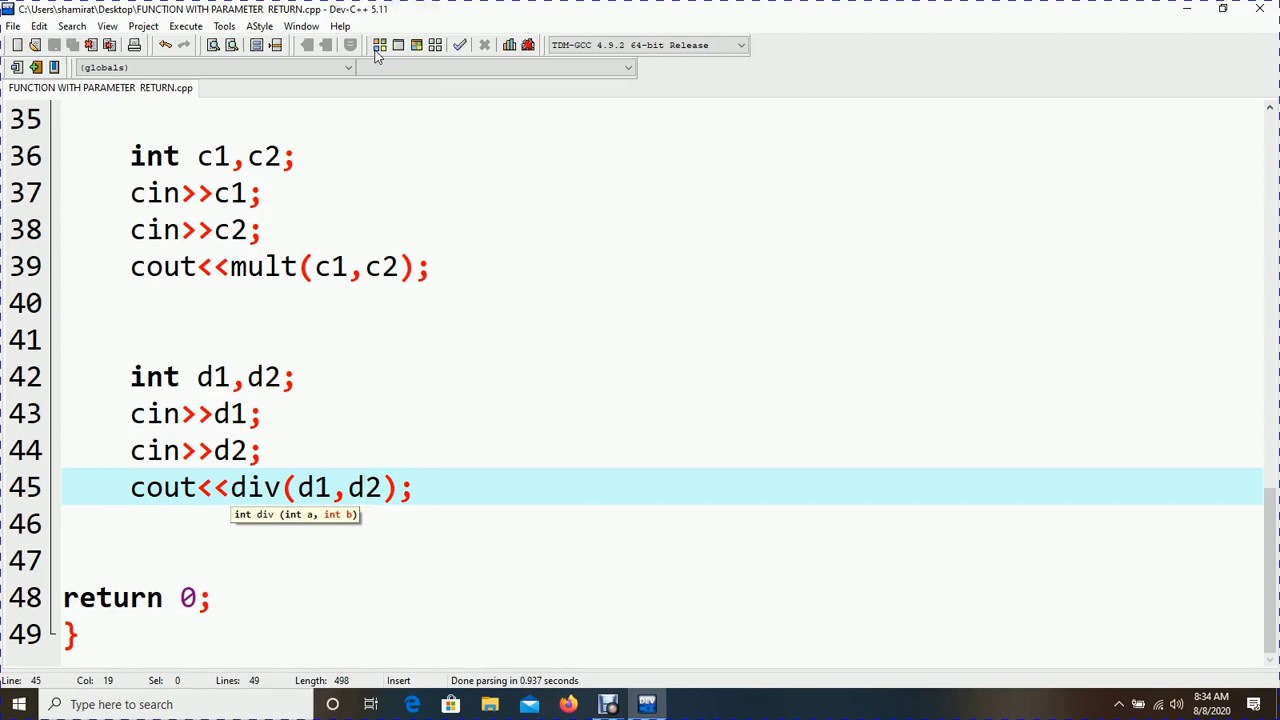 C:\Users\shamirat\Desktop\FUNCTION WITH PARAMETER RETURN.cpp - Dev-C++ 5.11
File Edit Search View Project Execute Tools AStyle Window Help
TDM-GCC 4.9.2 64-bit Release
(globals)
FUNCTION WITH PARAMETER RETURN.cpp
35
36 int c1,c2;
37 cin>>c1;
38 cin>>c2;
39 cout<<mult(c1,c2);
40
41
42 int d1,d2;
43 cin>>d1;
44 cin>>d2;
45 cout<<div(d1,d2);
int div (int a, int b)
46
47
48 return 0;
49 }
Line: 45 Col: 19 Sel: 0 Lines: 49 Length: 498 Insert Done parsing in 0.937 seconds
Type here to search
DEV
8:34 AM
8/8/2020